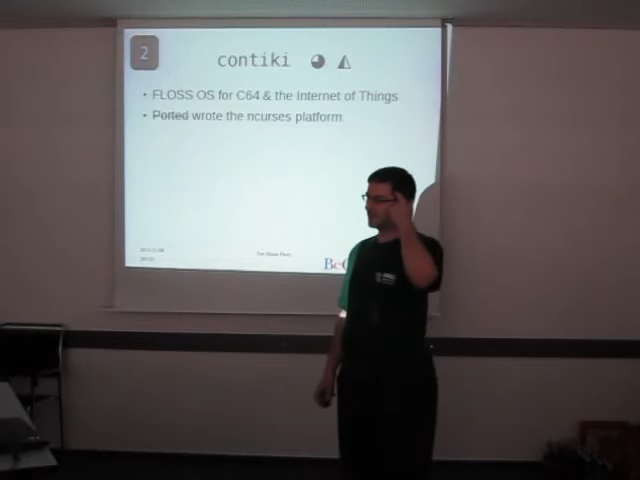 2
contiki
• FLOSS OS for C64 & the Internet of Things
• Ported wrote the ncurses platform